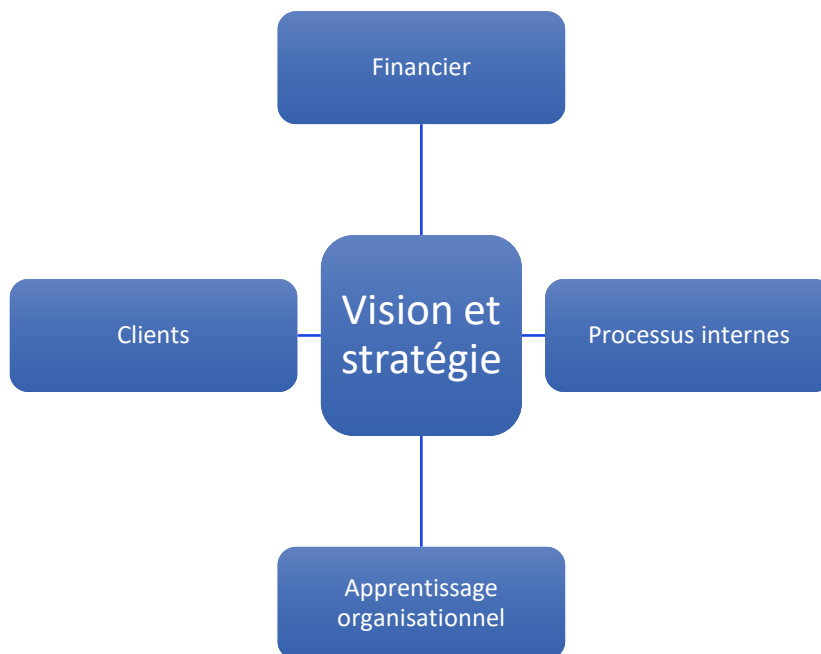 Financier
Clients
Vision et
stratégie
Processus internes
Apprentissage
organisationnel